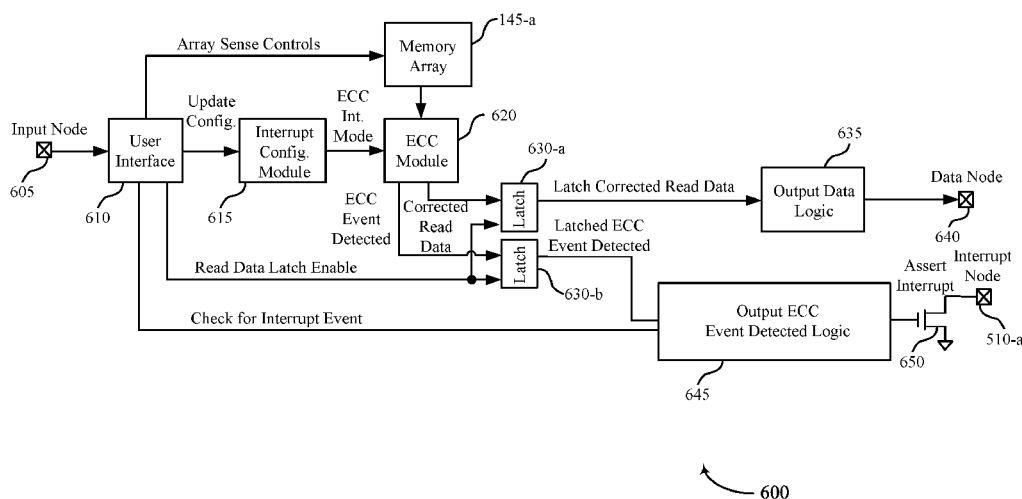 145-a
Array Sense Controls
Memory
Array
Update
Config.
ECC
Int.
Mode
620
Input Node
User
Interface
Interrupt
Config.
Module
ECC
Module
630-a
635
605
610
615
Latch
Latch Corrected Read Data
Output Data
Logic
Data Node
640
ECC
Event
Detected
Corrected
Read
Data
Latched ECC
Event Detected
Latch
Read Data Latch Enable
630-b
Assert
Interrupt
Interrupt
Node
Check for Interrupt Event
Output ECC
Event Detected Logic
650
510-a
645
600